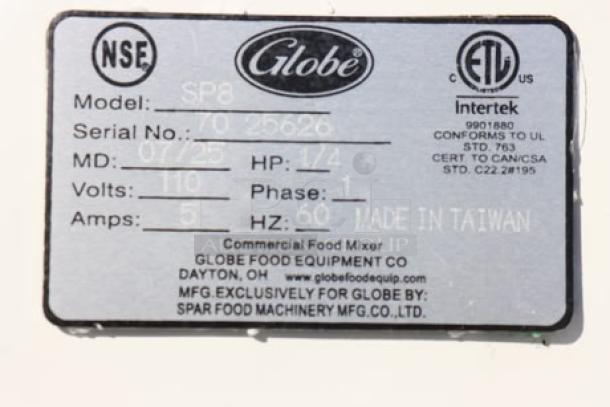 NSF® Globe® C ETL US
Intertek
Model: SP8
9901880
Serial No.: 70 25626
CONFORMS TO UL
STD. 763
MD: 07/25 HP: 1/4
CERT. TO CAN/CSA
STD. C22.2#195
Volts: 110 Phase: 1
Amps: 5 HZ: 60 MADE IN TAIWAN
Commercial Food Mixer
GLOBE FOOD EQUIPMENT CO
DAYTON, OH www.globefoodequip.com
MFG.EXCLUSIVELY FOR GLOBE BY:
SPAR FOOD MACHINERY MFG.CO.,LTD.